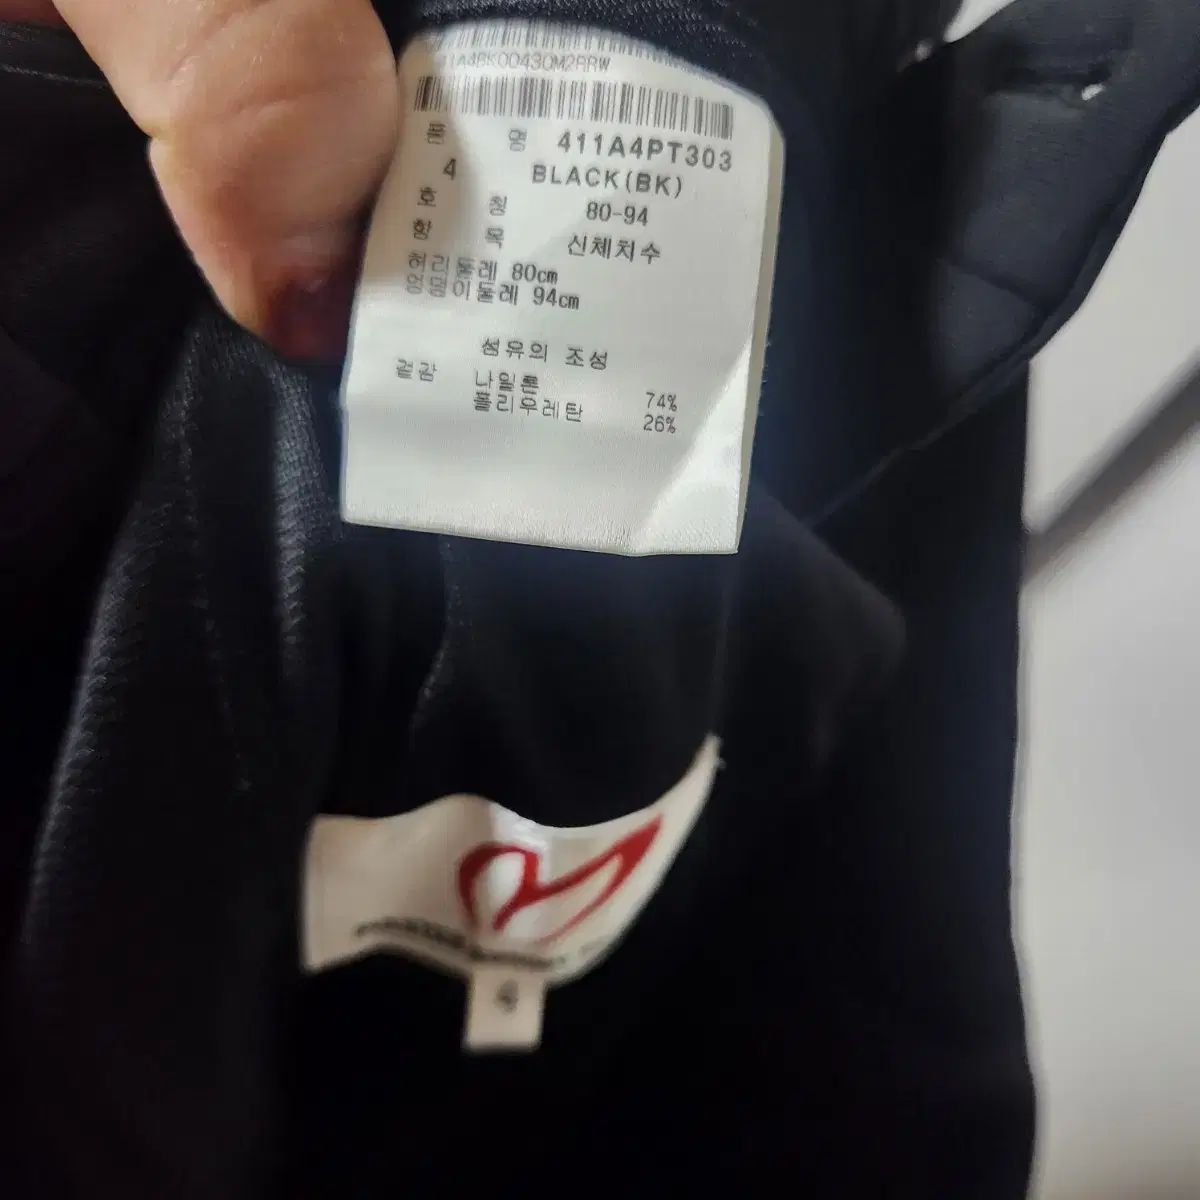 품 명 411A4PT303
4 BLACK(BK)
호 칭 80-94
항 목 신체치수
허리둘레 80cm
엉덩이둘레 94cm
섬유의 조성
겉감 나일론 74%
폴리우레탄 26%
4